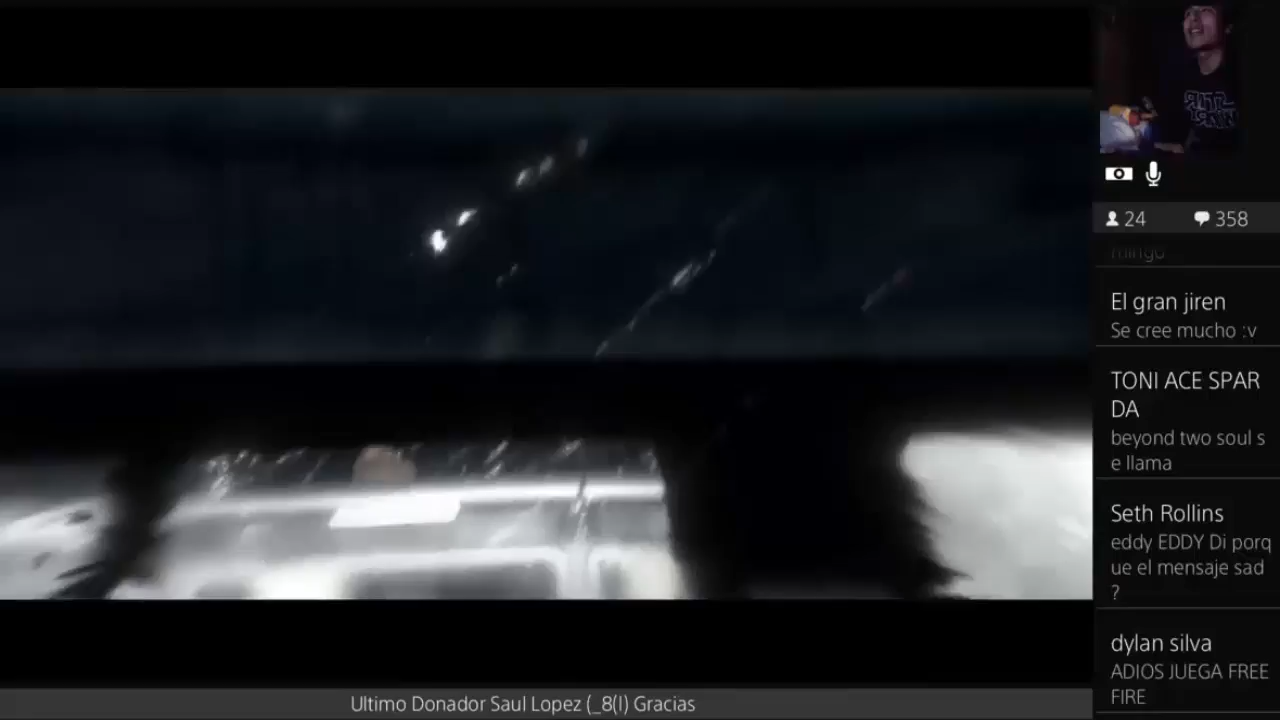 24 358
El gran jiren
Se cree mucho :v
TONI ACE SPAR
DA
beyond two soul s
e llama
Seth Rollins
eddy EDDY Di porq
ue el mensaje sad
?
dylan silva
ADIOS JUEGA FREE
FIRE
Ultimo Donador Saul Lopez (_8(l) Gracias